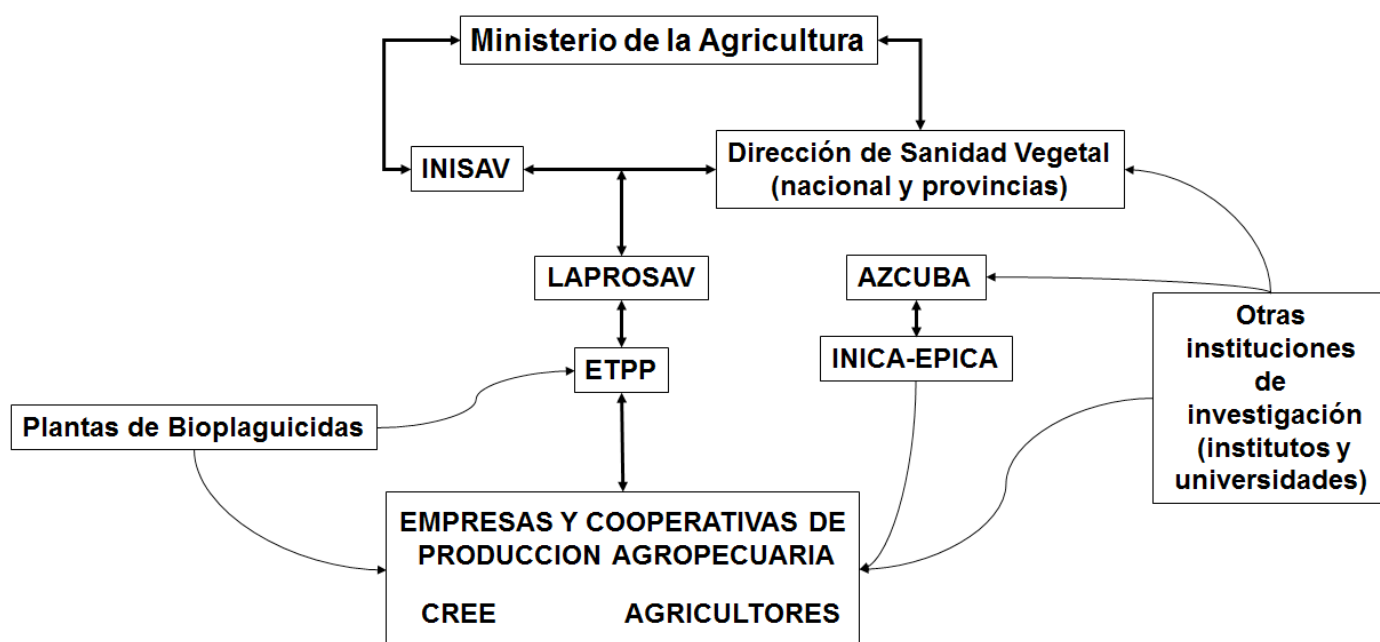 Ministerio de la Agricultura
INISAV
Dirección de Sanidad Vegetal
(nacional y provincias)
LAPROSAV
AZCUBA
ETPP
INICA-EPICA
Otras
instituciones
de
investigación
(institutos y
universidades)
Plantas de Bioplaguicidas
EMPRESAS Y COOPERATIVAS DE
PRODUCCION AGROPECUARIA
CREE AGRICULTORES